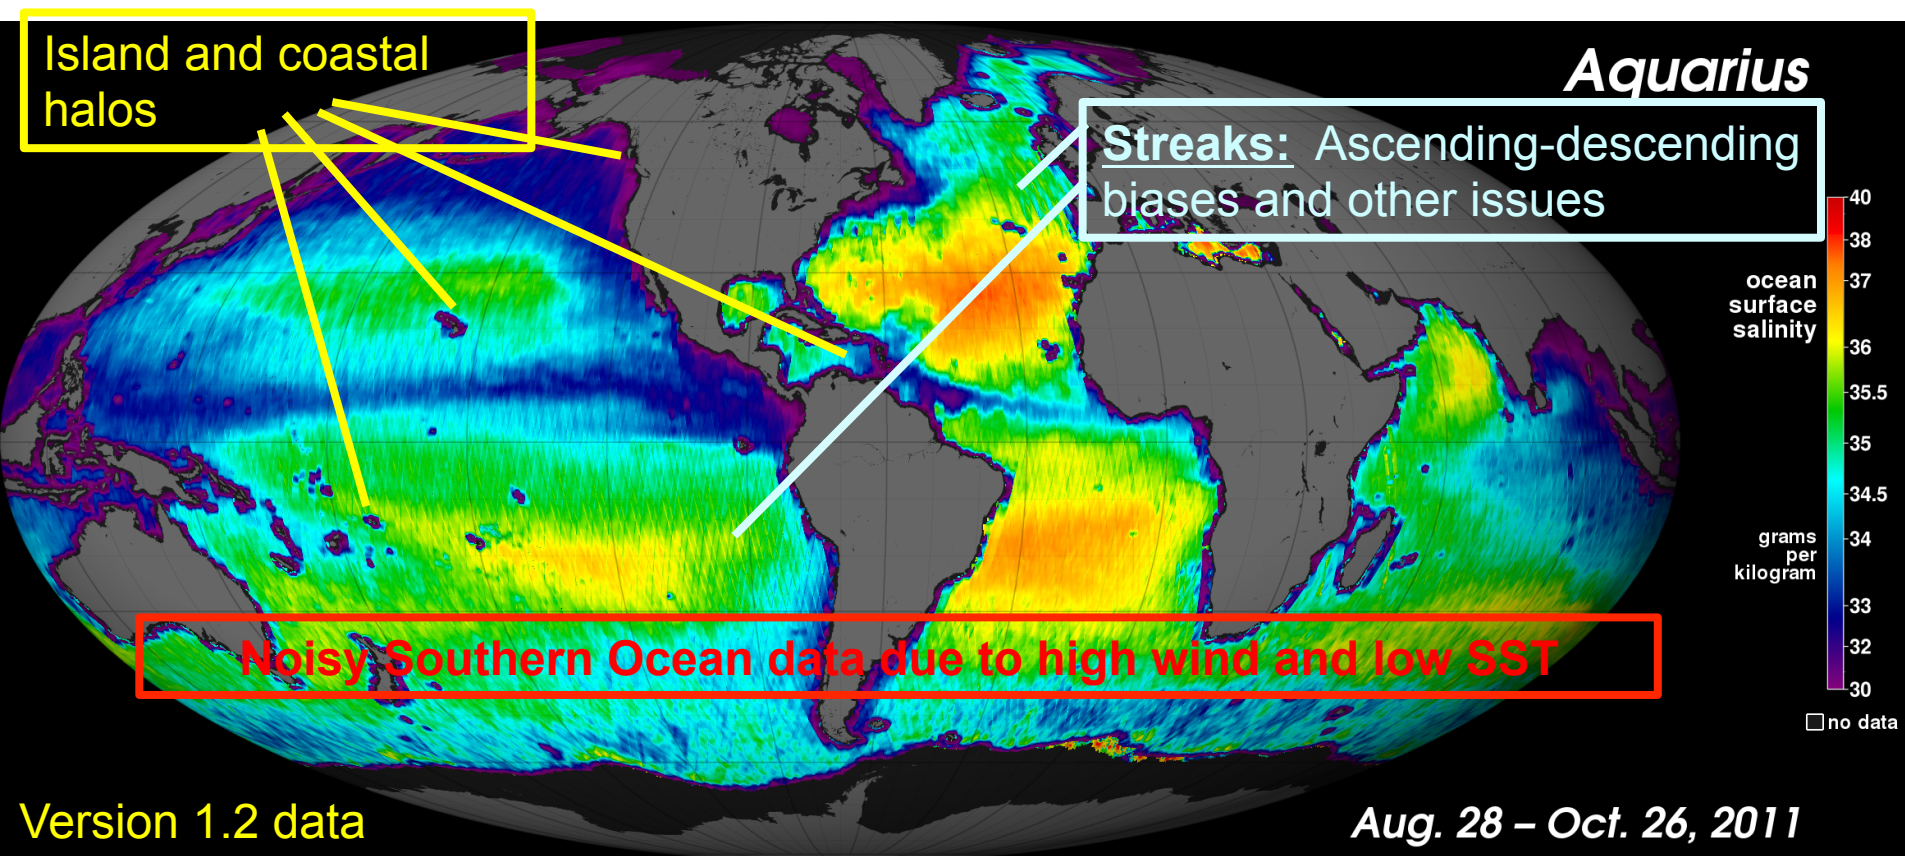 Island and coastal
halos
Aquarius
Streaks: Ascending-descending
biases and other issues
40
38
37
36
35.5
35
34.5
34
33
32
30
ocean
surface
salinity
grams
per
kilogram
no data
Noisy Southern Ocean data due to high wind and low SST
Version 1.2 data
Aug. 28 – Oct. 26, 2011